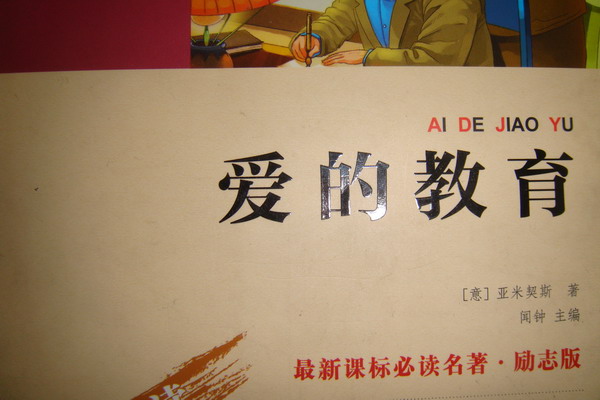 AI DE JIAO YU
爱的教育
[意]亚米契斯 著
闻钟 主编
最新课标必读名著·励志版